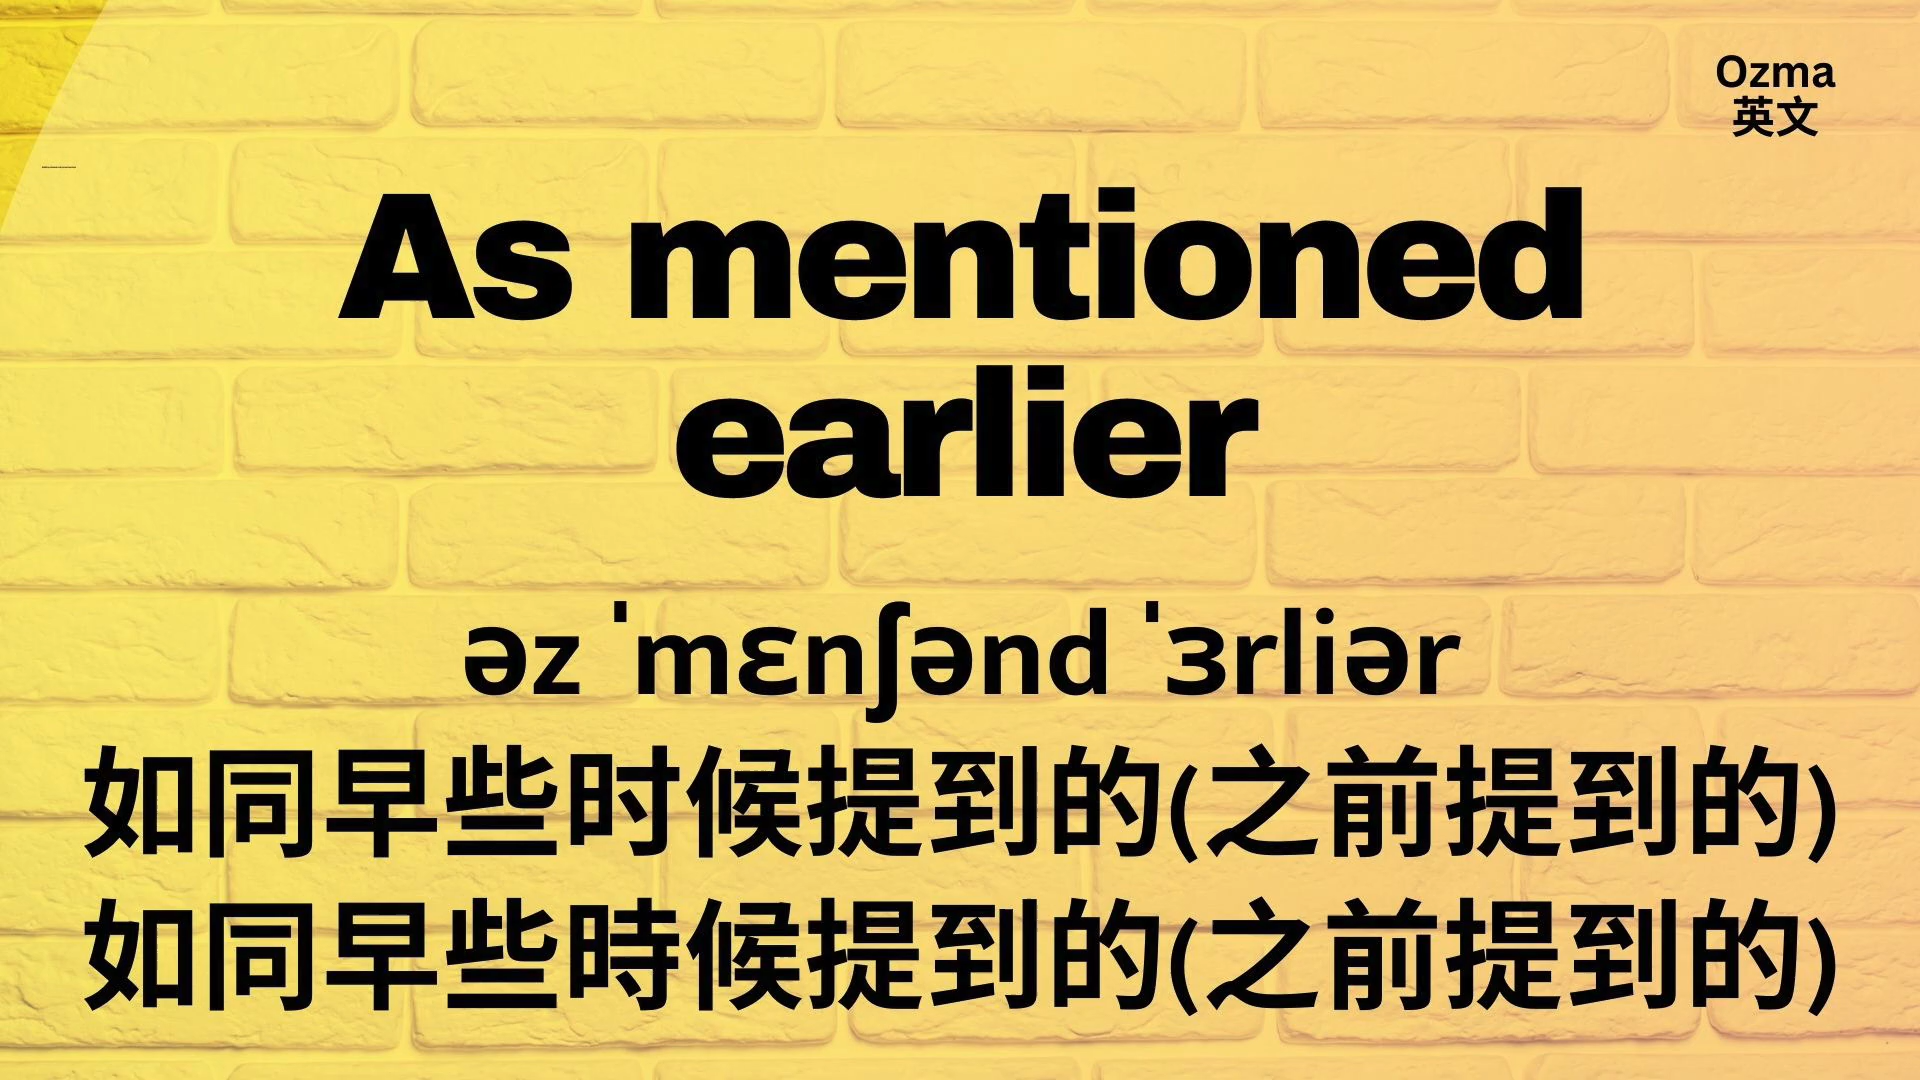 Ozma
英文
As mentioned
earlier
əz ˈmɛnʃənd ˈɜrliər
如同早些时候提到的(之前提到的)
如同早些時候提到的(之前提到的)